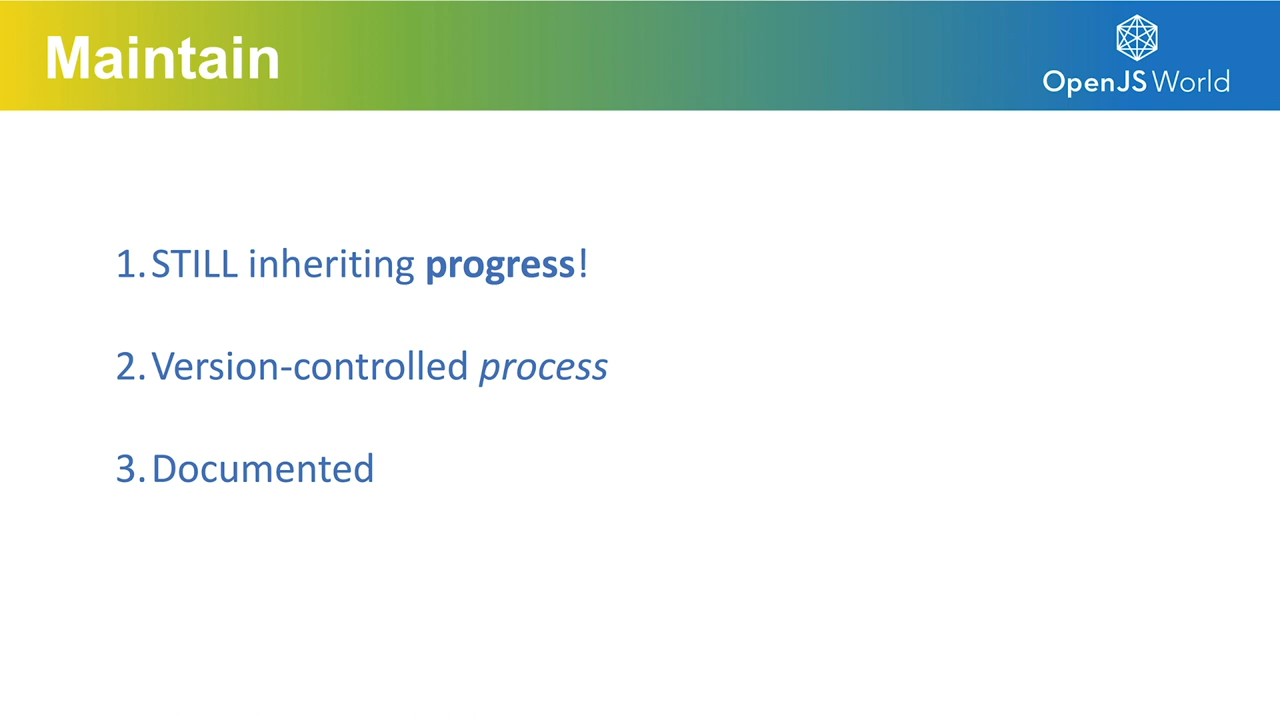 Maintain
OpenJS World
1. STILL inheriting progress!
2. Version-controlled process
3. Documented